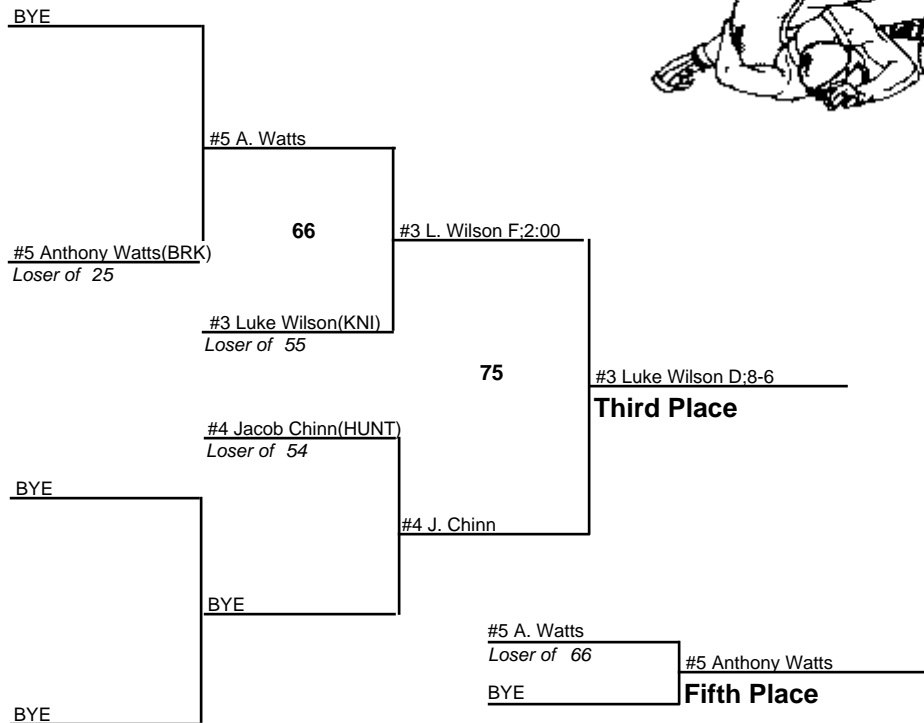 BYE
#5 A. Watts
66
#3 L. Wilson F;2:00
#5 Anthony Watts(BRK)
Loser of 25
#3 Luke Wilson(KNI)
Loser of 55
75
#3 Luke Wilson D;8-6
Third Place
#4 Jacob Chinn(HUNT)
Loser of 54
BYE
#4 J. Chinn
BYE
#5 A. Watts
Loser of 66
#5 Anthony Watts
Fifth Place
BYE
BYE